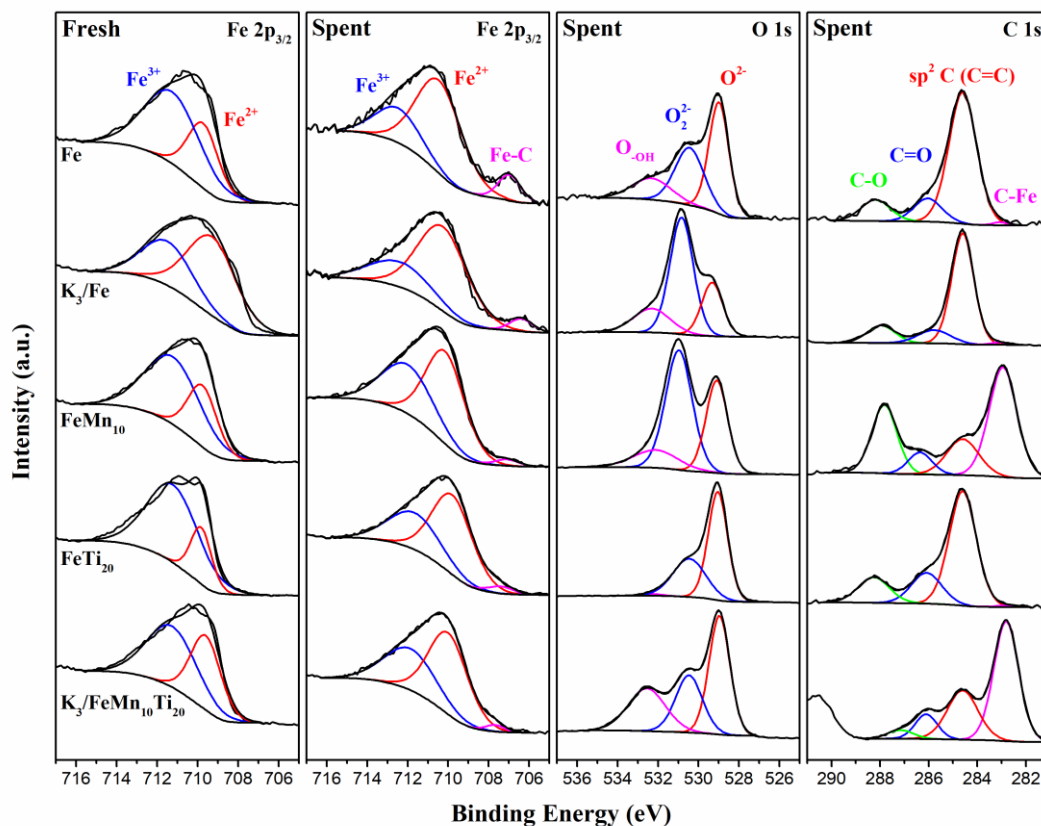 Fresh Fe 2p₃/₂
Fe³⁺
Fe²⁺
Fe
K₃/Fe
FeMn₁₀
FeTi₂₀
K₃/FeMn₁₀Ti₂₀
716 714 712 710 708 706
Spent Fe 2p₃/₂
Fe³⁺
Fe²⁺
Fe-C
716 714 712 710 708 706
Spent O 1s
O²⁻
O₂²⁻
O-OH
536 534 532 530 528 526
Spent C 1s
sp² C (C=C)
C=O
C-O
C-Fe
290 288 286 284 282
Intensity (a.u.)
Binding Energy (eV)